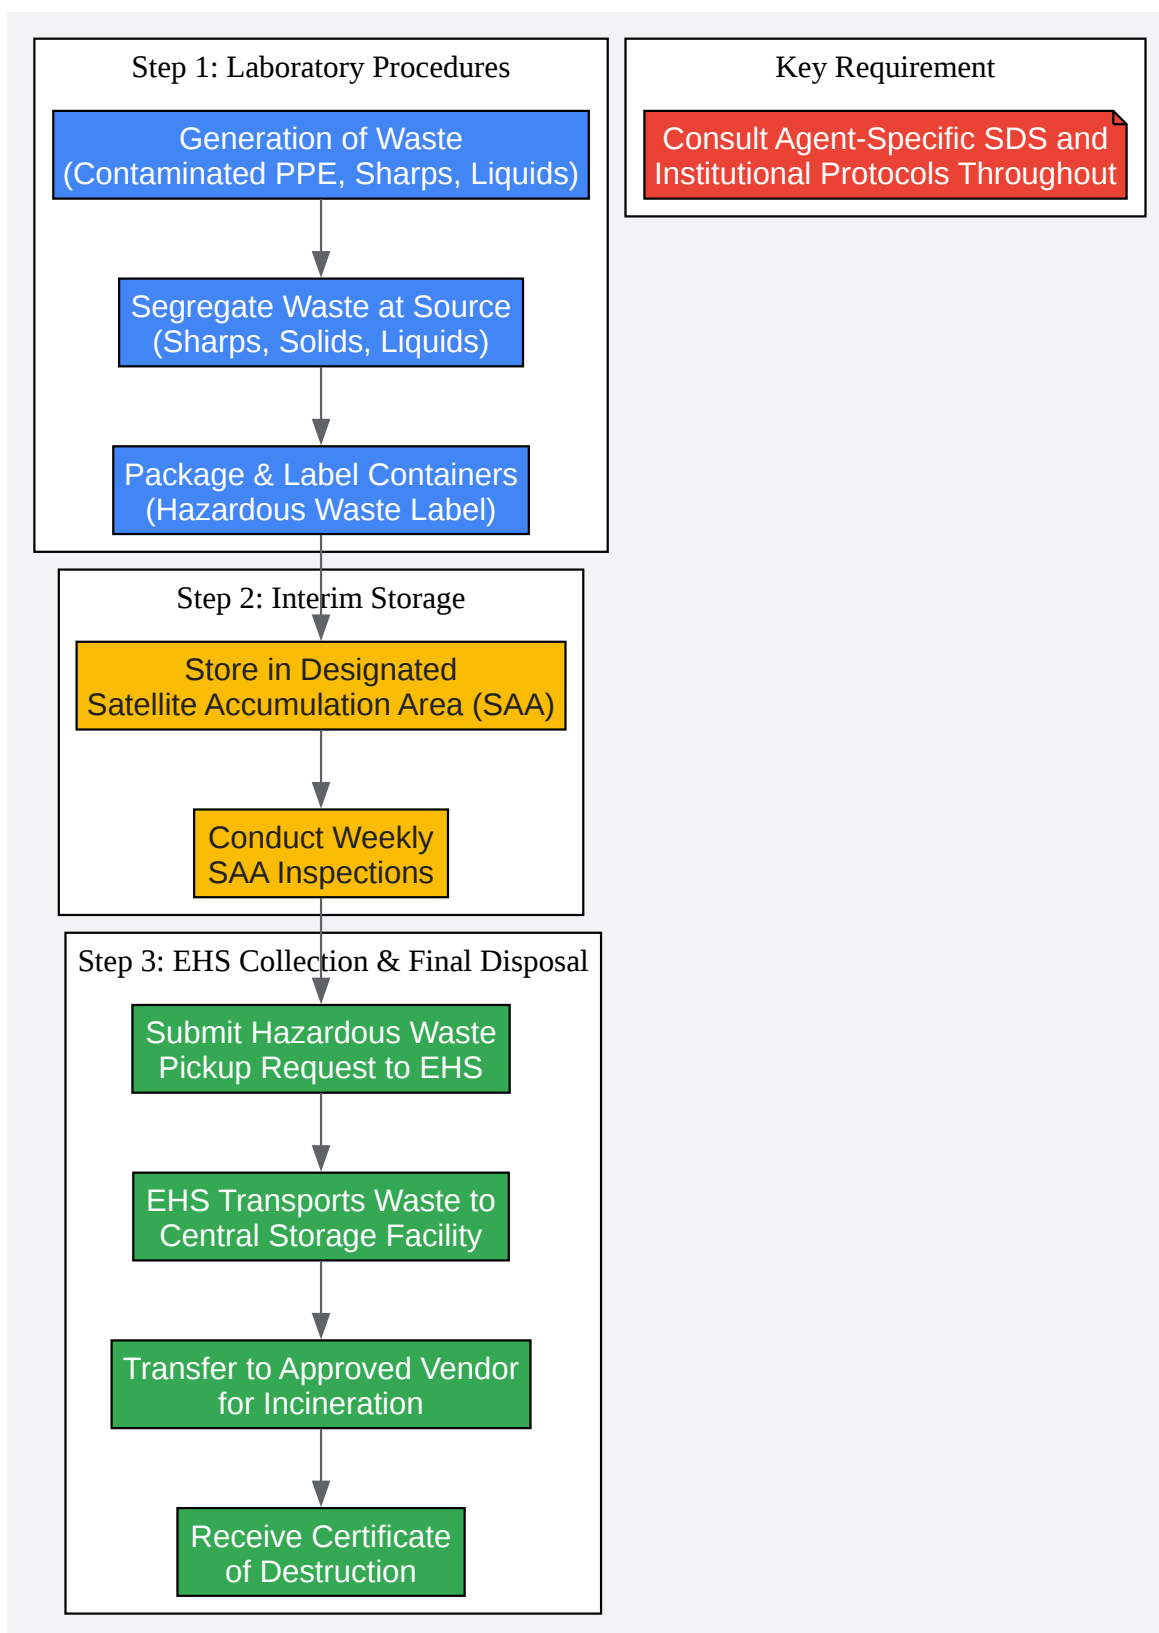 Step 1: Laboratory Procedures
Generation of Waste
(Contaminated PPE, Sharps, Liquids)
Segregate Waste at Source
(Sharps, Solids, Liquids)
Package & Label Containers
(Hazardous Waste Label)
Key Requirement
Consult Agent-Specific SDS and
Institutional Protocols Throughout
Step 2: Interim Storage
Store in Designated
Satellite Accumulation Area (SAA)
Conduct Weekly
SAA Inspections
Step 3: EHS Collection & Final Disposal
Submit Hazardous Waste
Pickup Request to EHS
EHS Transports Waste to
Central Storage Facility
Transfer to Approved Vendor
for Incineration
Receive Certificate
of Destruction